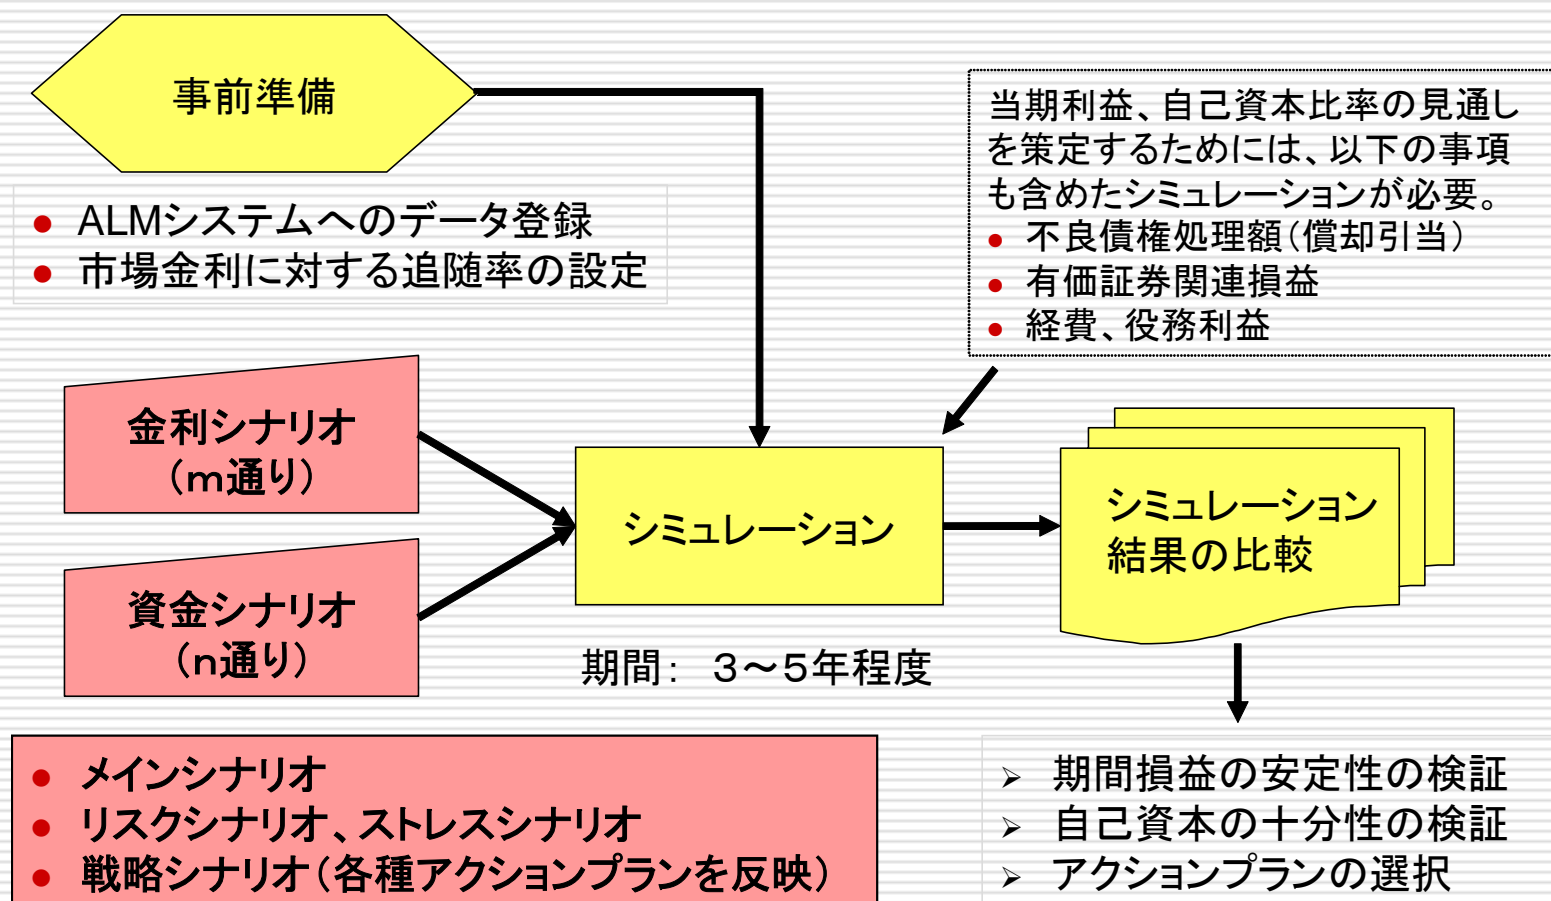 事前準備
● ALMシステムへのデータ登録
● 市場金利に対する追随率の設定
当期利益、自己資本比率の見通し
を策定するためには、以下の事項
も含めたシミュレーションが必要。
● 不良債権処理額（償却引当）
● 有価証券関連損益
● 経費、役務利益
金利シナリオ
（ｍ通り）
資金シナリオ
（ｎ通り）
シミュレーション
期間： ３～５年程度
シミュレーション
結果の比較
● メインシナリオ
● リスクシナリオ、ストレスシナリオ
● 戦略シナリオ（各種アクションプランを反映）
➢ 期間損益の安定性の検証
➢ 自己資本の十分性の検証
➢ アクションプランの選択